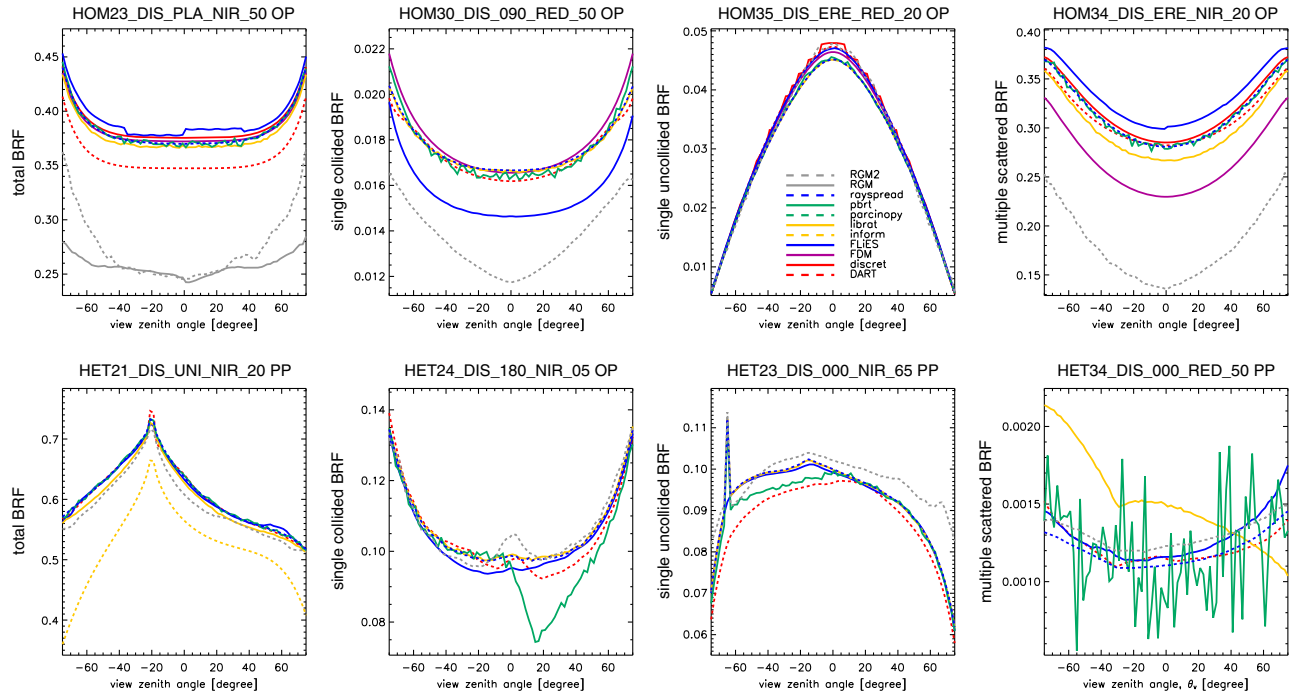 HOM23_DIS_PLA_NIR_50 OP
total BRF
0.45
0.40
0.35
0.30
0.25
−60 −40 −20 0 20 40 60
view zenith angle [degree]
HOM30_DIS_090_RED_50 OP
single collided BRF
0.022
0.020
0.018
0.016
0.014
0.012
−60 −40 −20 0 20 40 60
view zenith angle [degree]
HOM35_DIS_ERE_RED_20 OP
single uncollided BRF
0.05
0.04
0.03
0.02
0.01
RGM2
RGM
rayspread
pbrt
parcinopy
librat
inform
FLiES
FDM
discret
DART
−60 −40 −20 0 20 40 60
view zenith angle [degree]
HOM34_DIS_ERE_NIR_20 OP
multiple scattered BRF
0.40
0.35
0.30
0.25
0.20
0.15
−60 −40 −20 0 20 40 60
view zenith angle [degree]
HET21_DIS_UNI_NIR_20 PP
total BRF
0.7
0.6
0.5
0.4
−60 −40 −20 0 20 40 60
view zenith angle [degree]
HET24_DIS_180_NIR_05 OP
single collided BRF
0.14
0.12
0.10
0.08
−60 −40 −20 0 20 40 60
view zenith angle [degree]
HET23_DIS_000_NIR_65 PP
single uncollided BRF
0.11
0.10
0.09
0.08
0.07
0.06
−60 −40 −20 0 20 40 60
view zenith angle [degree]
HET34_DIS_000_RED_50 PP
multiple scattered BRF
0.0020
0.0015
0.0010
−60 −40 −20 0 20 40 60
view zenith angle, θv [degree]